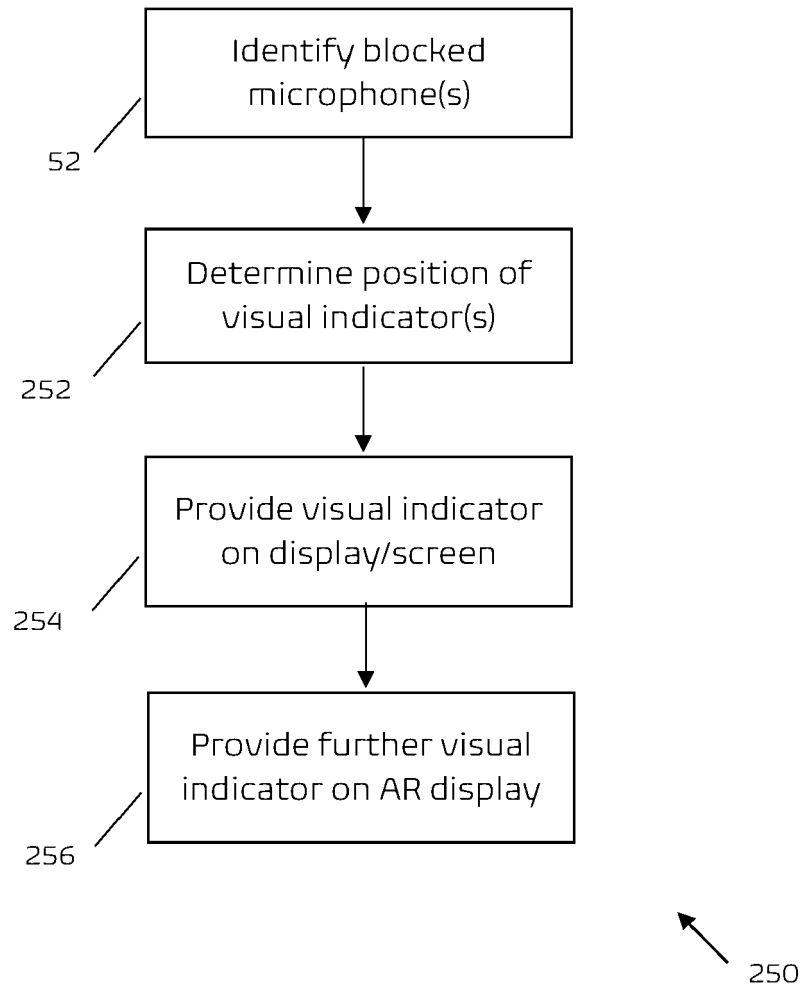 Identify blocked
microphone(s)
52
Determine position of
visual indicator(s)
252
Provide visual indicator
on display/screen
254
Provide further visual
indicator on AR display
256
250